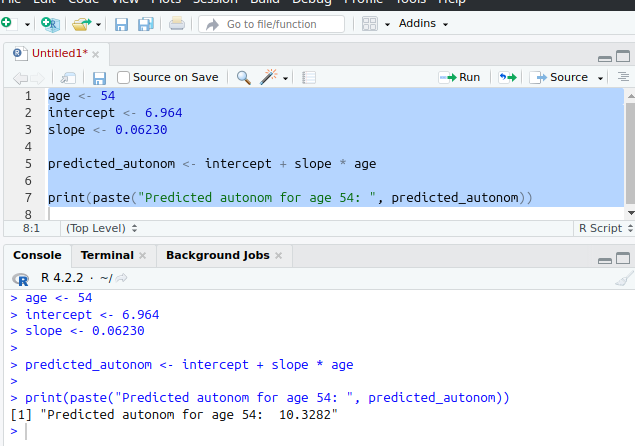 File Edit Code View Plots Session Build Debug Profile Tools Help
Go to file/function
Addins
Untitled1*
Source on Save
Run
Source
1 age <- 54
2 intercept <- 6.964
3 slope <- 0.06230
4
5 predicted_autonom <- intercept + slope * age
6
7 print(paste("Predicted autonom for age 54: ", predicted_autonom))
8
8:1 (Top Level) R Script
Console Terminal Background Jobs
R 4.2.2 · ~/
> age <- 54
> intercept <- 6.964
> slope <- 0.06230
>
> predicted_autonom <- intercept + slope * age
>
> print(paste("Predicted autonom for age 54: ", predicted_autonom))
[1] "Predicted autonom for age 54:  10.3282"
>